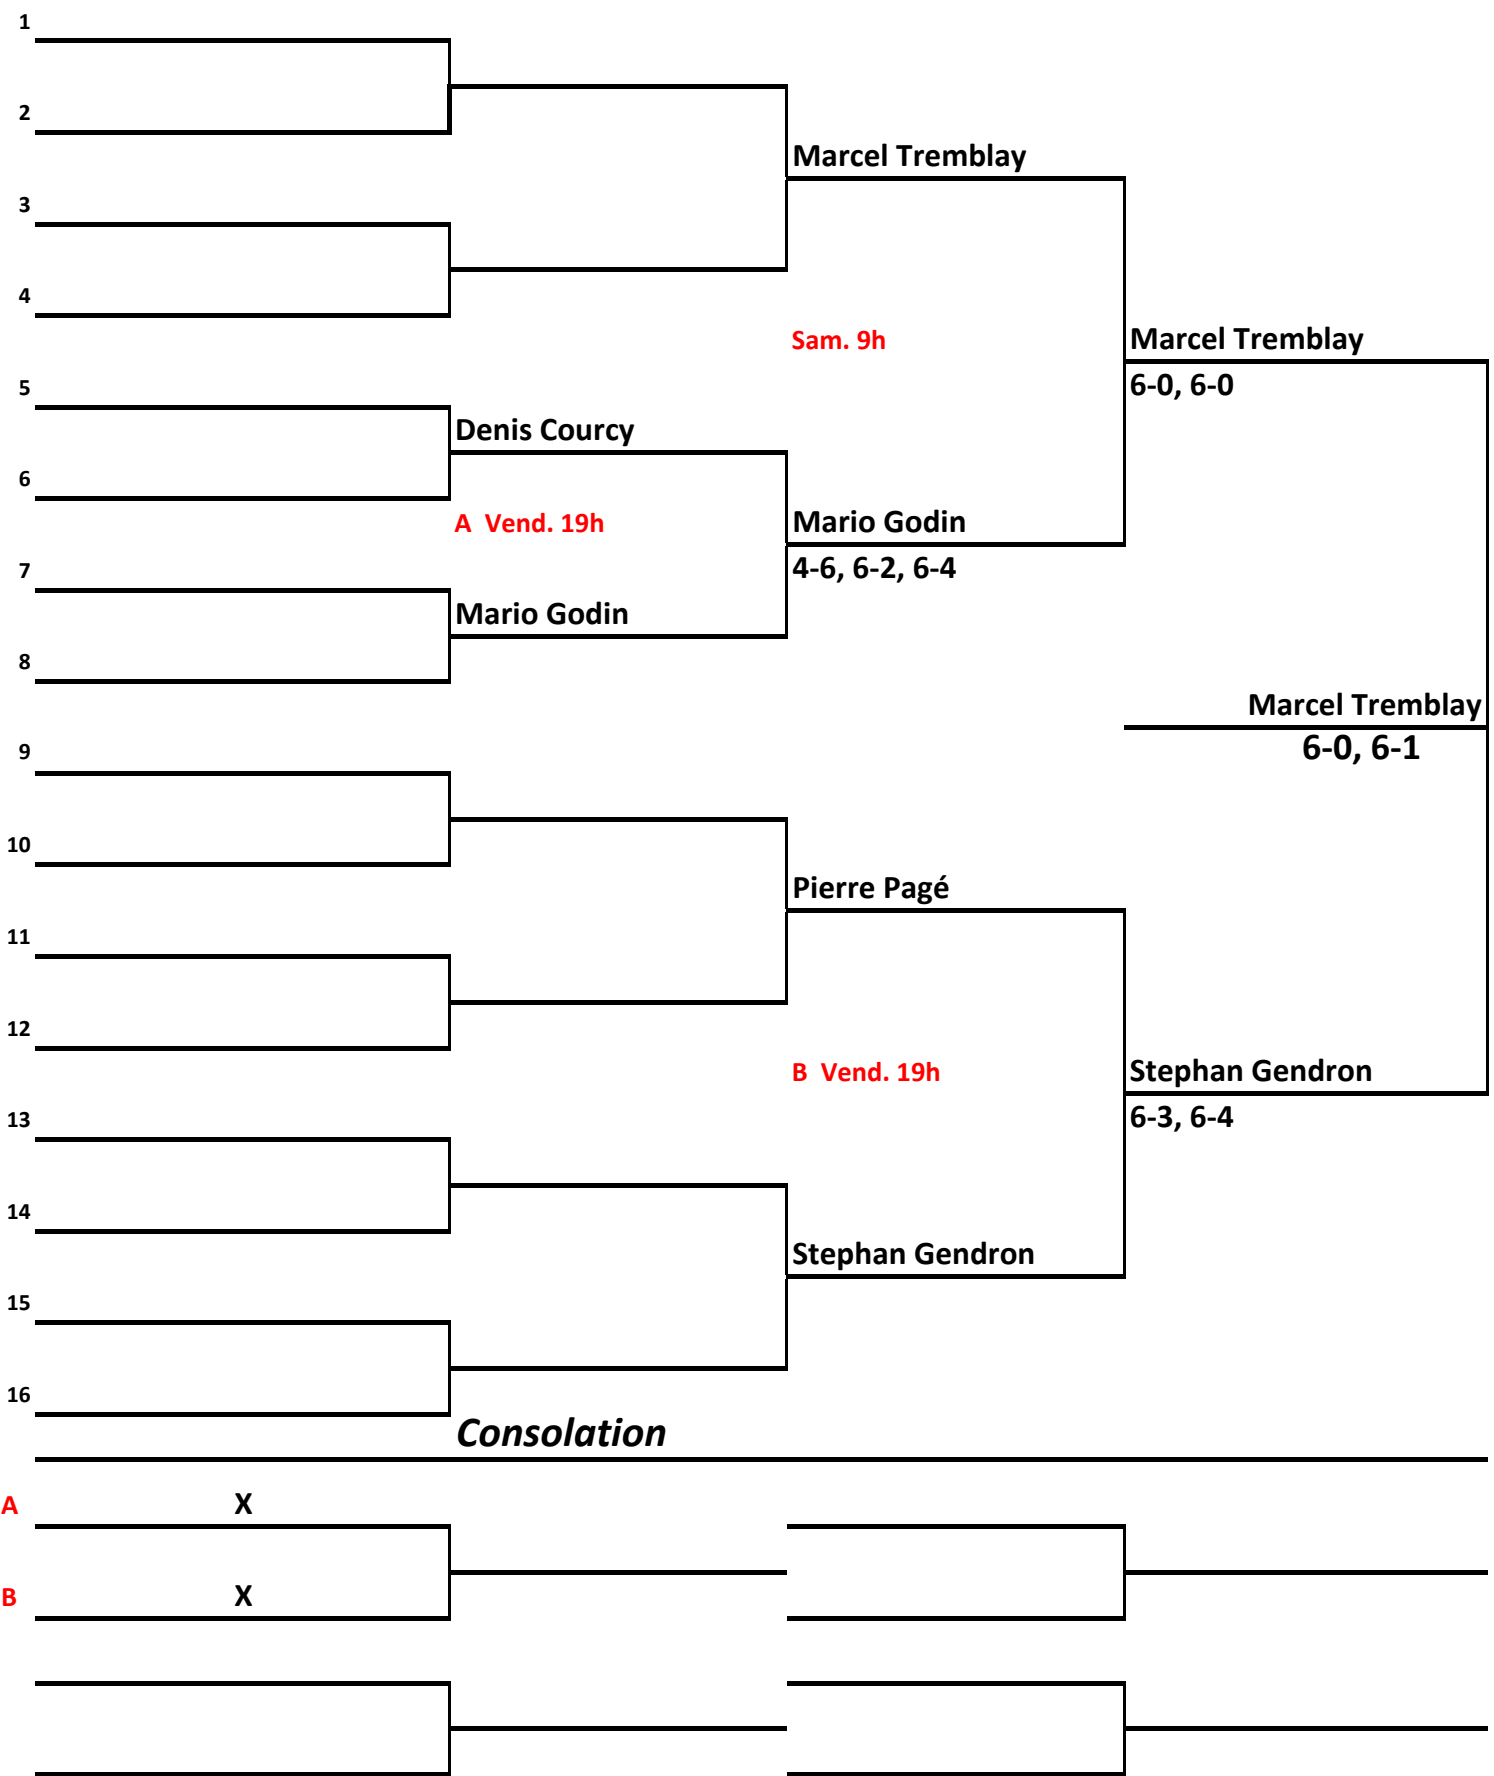 1
2
Marcel Tremblay
3
4
Sam. 9h
Marcel Tremblay
6-0, 6-0
5
Denis Courcy
6
A Vend. 19h
Mario Godin
4-6, 6-2, 6-4
7
Mario Godin
8
Marcel Tremblay
6-0, 6-1
9
10
Pierre Pagé
11
12
B Vend. 19h
Stephan Gendron
6-3, 6-4
13
14
Stephan Gendron
15
16
Consolation
A X
B X